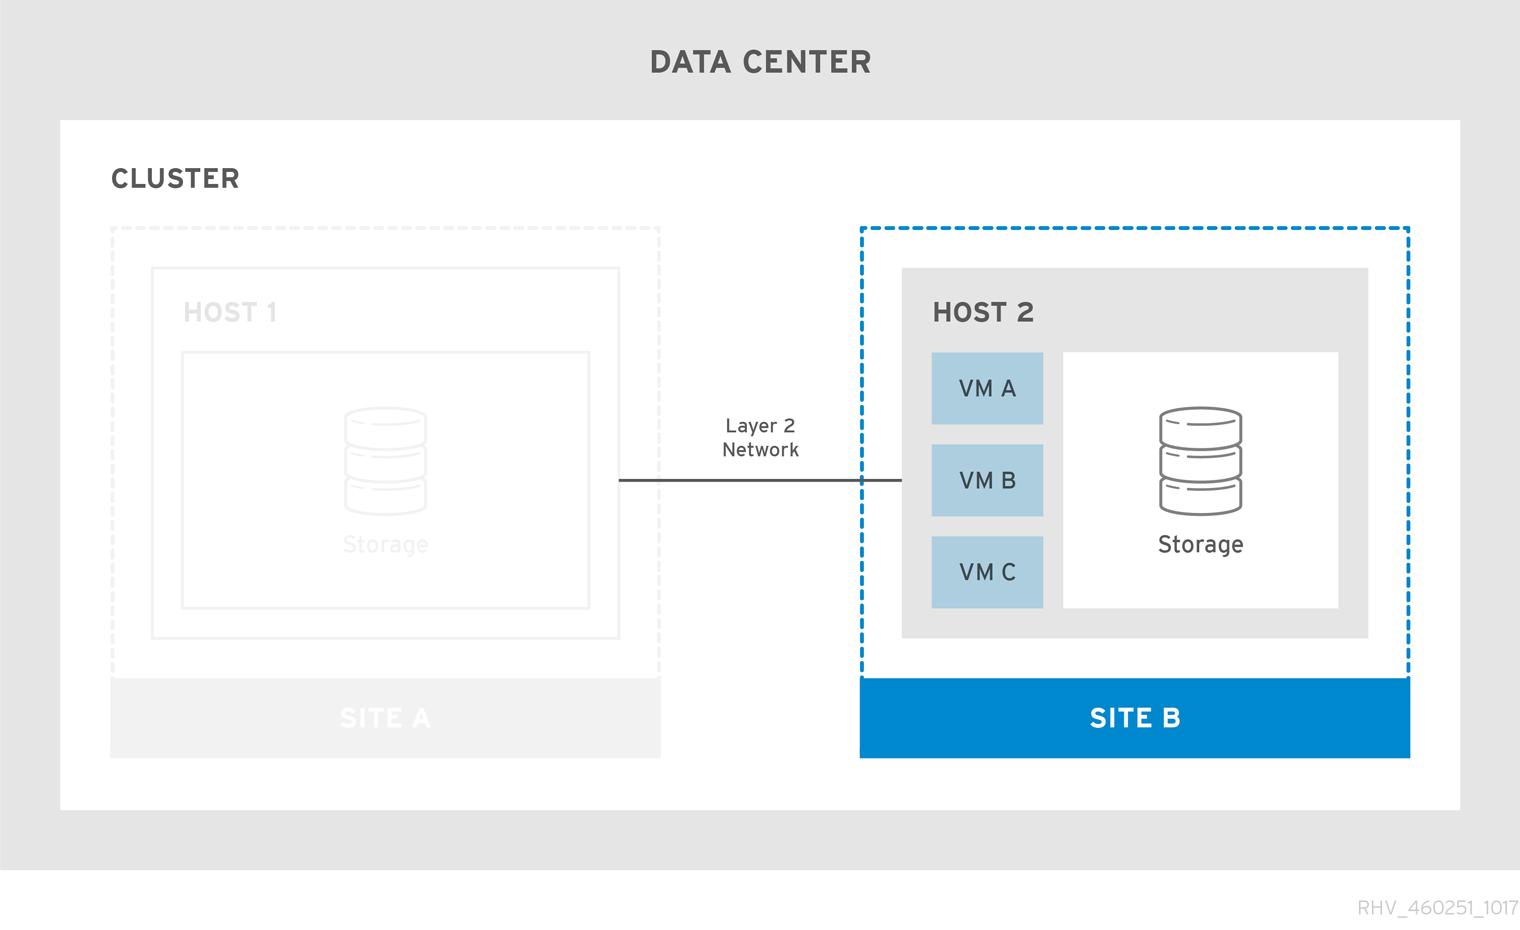 DATA CENTER
CLUSTER
HOST 1
Storage
SITE A
Layer 2
Network
HOST 2
VM A
VM B
VM C
Storage
SITE B
RHV_460251_1017